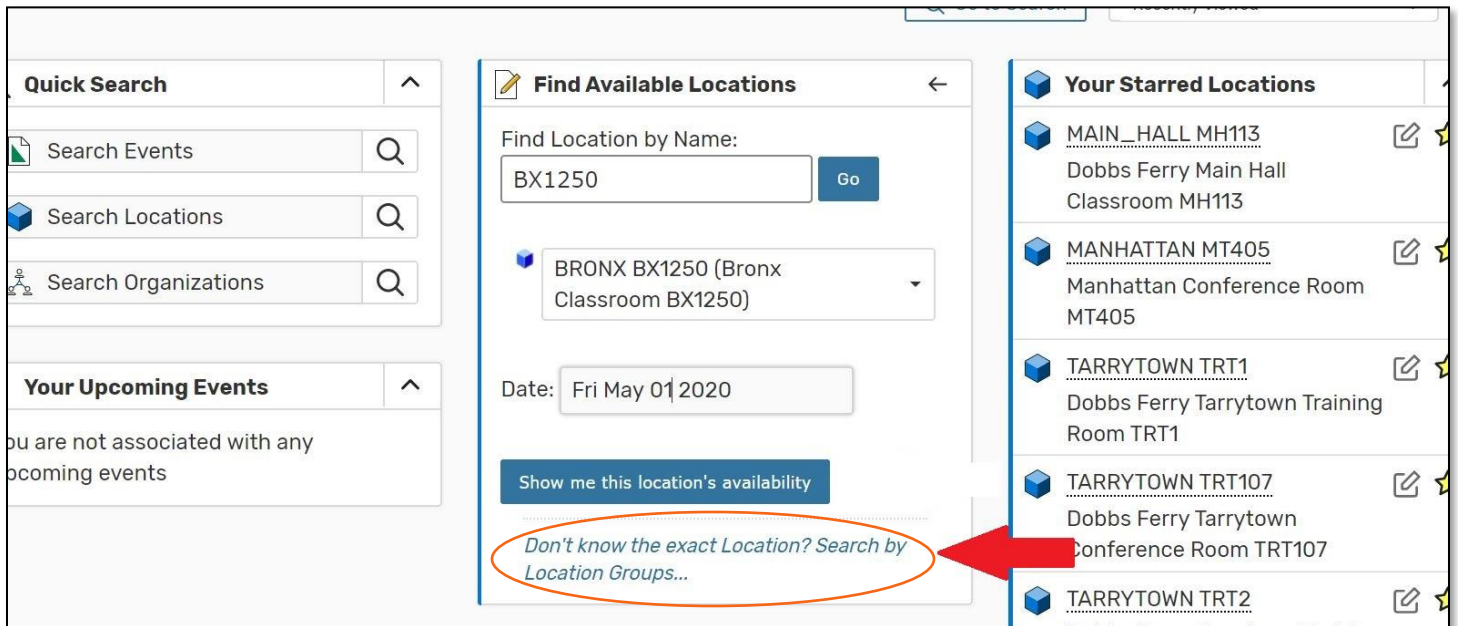 Quick Search
Search Events
Search Locations
Search Organizations
Your Upcoming Events
are not associated with any
events
Find Available Locations
Find Location by Name:
BX1250
Go
BRONX BX1250 (Bronx
Classroom BX1250)
Date: Fri May 01 2020
Show me this location's availability
Don't know the exact Location? Search by
Location Groups...
Your Starred Locations
MAIN_HALL MH113
Dobbs Ferry Main Hall
Classroom MH113
MANHATTAN MT405
Manhattan Conference Room
MT405
TARRYTOWN TRT1
Dobbs Ferry Tarrytown Training
Room TRT1
TARRYTOWN TRT107
Dobbs Ferry Tarrytown
Conference Room TRT107
TARRYTOWN TRT2